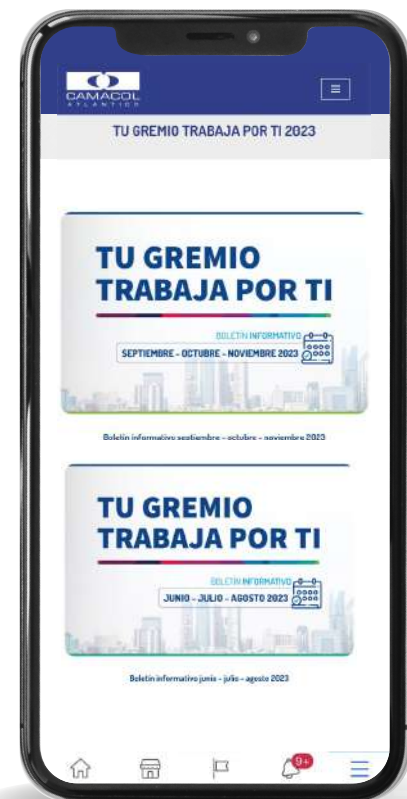 CAMACOL
ATLÁNTICO
TU GREMIO TRABAJA POR TI 2023
TU GREMIO
TRABAJA POR TI
BOLETÍN INFORMATIVO
SEPTIEMBRE - OCTUBRE - NOVIEMBRE 2023
Boletín informativo septiembre - octubre - noviembre 2023
TU GREMIO
TRABAJA POR TI
BOLETÍN INFORMATIVO
JUNIO - JULIO - AGOSTO 2023
Boletín informativo junio - julio - agosto 2023
9+